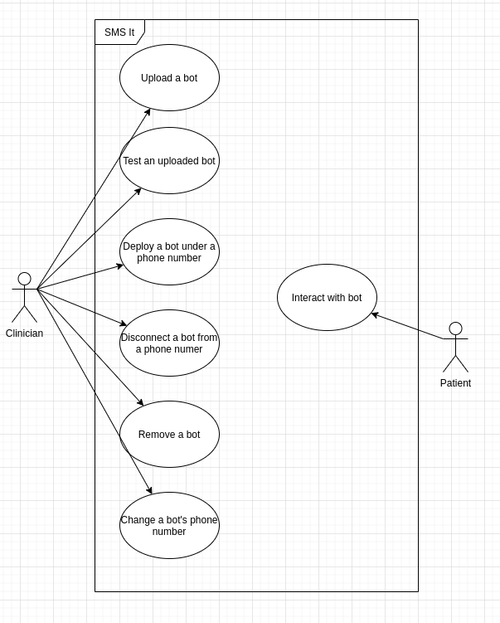 SMS It
Upload a bot
Test an uploaded bot
Deploy a bot under a
phone number
Clinician
Disconnect a bot from
a phone numer
Remove a bot
Change a bot's phone
number
Interact with bot
Patient